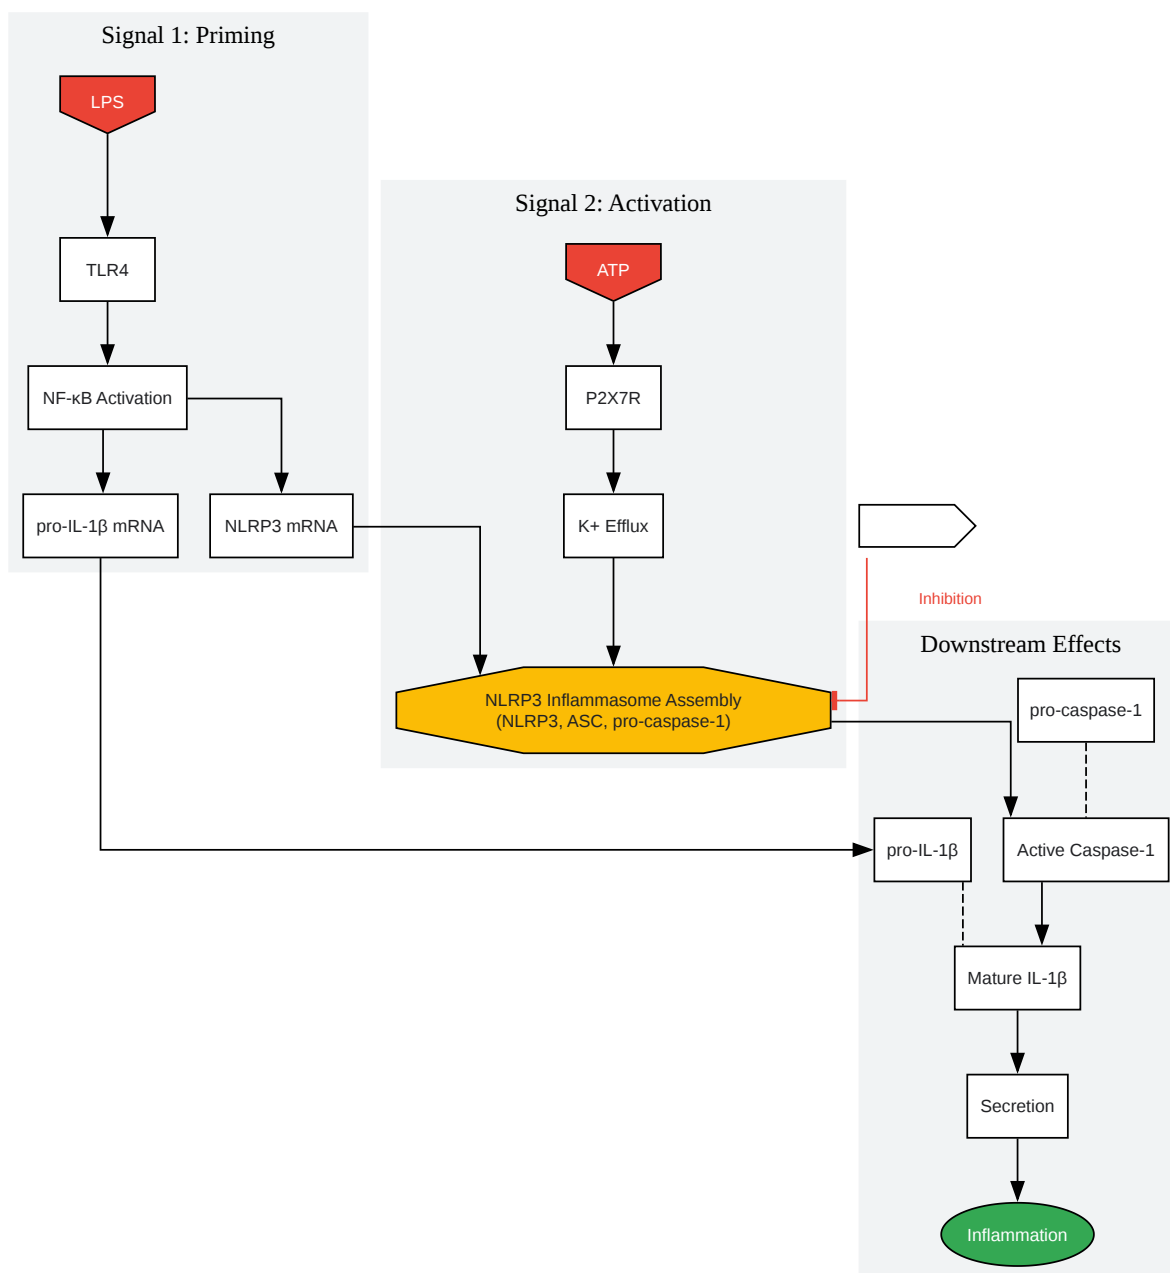 Signal 1: Priming
LPS
TLR4
NF-κB Activation
pro-IL-1β mRNA
NLRP3 mRNA
Signal 2: Activation
ATP
P2X7R
K+ Efflux
NLRP3 Inflammasome Assembly
(NLRP3, ASC, pro-caspase-1)
Inhibition
Downstream Effects
pro-caspase-1
pro-IL-1β
Active Caspase-1
Mature IL-1β
Secretion
Inflammation